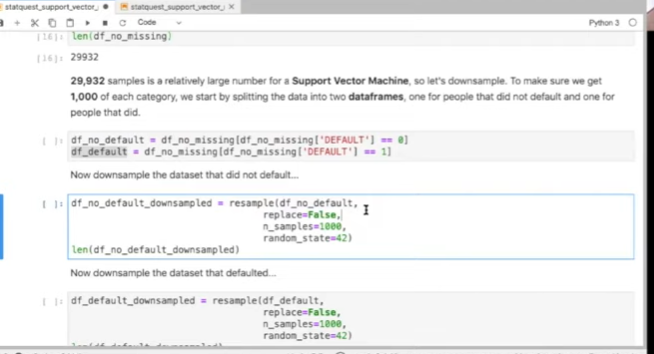 statquest_support_vector_
statquest_support_vector_
Code
Python 3
[16]: len(df_no_missing)
[16]: 29932
29,932 samples is a relatively large number for a Support Vector Machine, so let's downsample. To make sure we get
1,000 of each category, we start by splitting the data into two dataframes, one for people that did not default and one for
people that did.
[ ]: df_no_default = df_no_missing[df_no_missing['DEFAULT'] == 0]
df_default = df_no_missing[df_no_missing['DEFAULT'] == 1]
Now downsample the dataset that did not default...
[ ]: df_no_default_downsampled = resample(df_no_default,
replace=False,
n_samples=1000,
random_state=42)
len(df_no_default_downsampled)
Now downsample the dataset that defaulted...
[ ]: df_default_downsampled = resample(df_default,
replace=False,
n_samples=1000,
random_state=42)